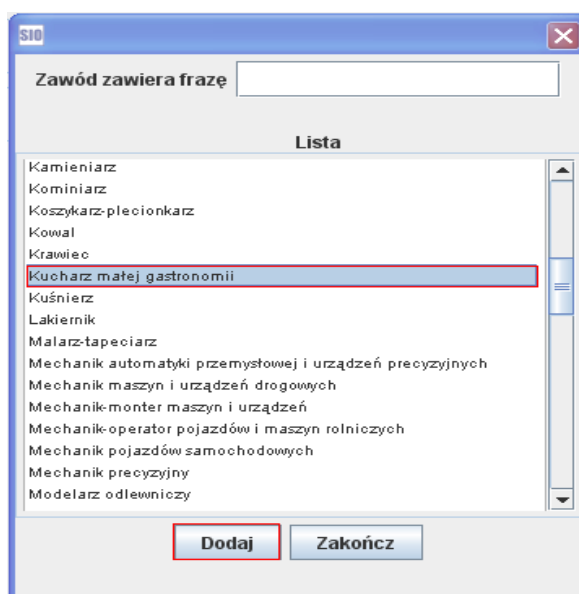 SIO
Zawód zawiera frazę
Lista
Kamieniarz
Kominiarz
Koszykarz-plecionkarz
Kowal
Krawiec
Kucharz małej gastronomii
Kuśnierz
Lakiernik
Malarz-tapeciarz
Mechanik automatyki przemysłowej i urządzeń precyzyjnych
Mechanik maszyn i urządzeń drogowych
Mechanik-monter maszyn i urządzeń
Mechanik-operator pojazdów i maszyn rolniczych
Mechanik pojazdów samochodowych
Mechanik precyzyjny
Modelarz odlewniczy
Dodaj Zakończ